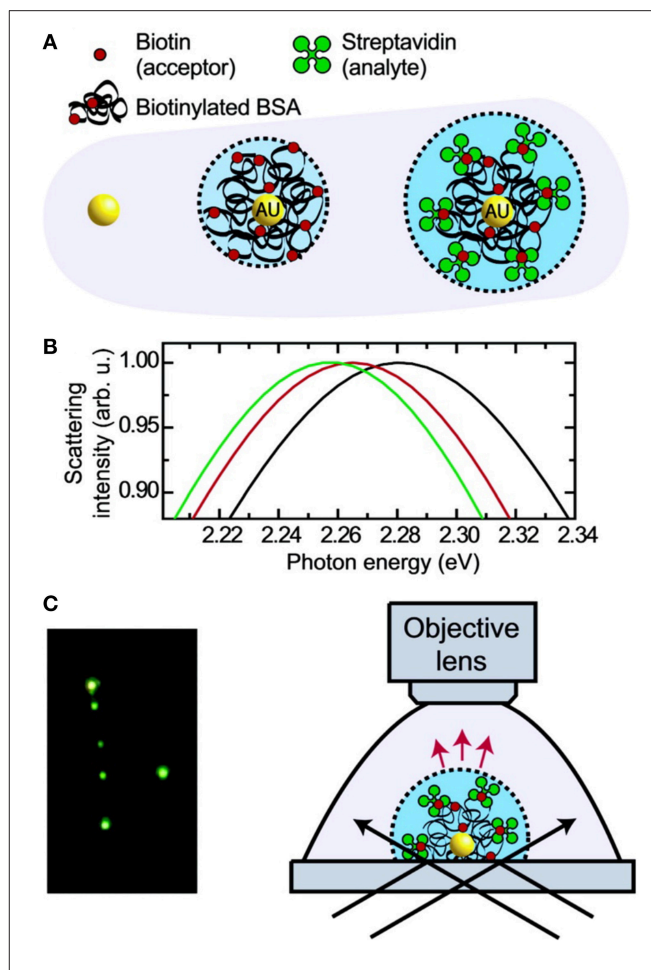 A
Biotin
(acceptor)
Streptavidin
(analyte)
Biotinylated BSA
AU
AU
B
Scattering
intensity (arb. u.)
1.00
0.95
0.90
2.22 2.24 2.26 2.28 2.30 2.32 2.34
Photon energy (eV)
C
Objective
lens